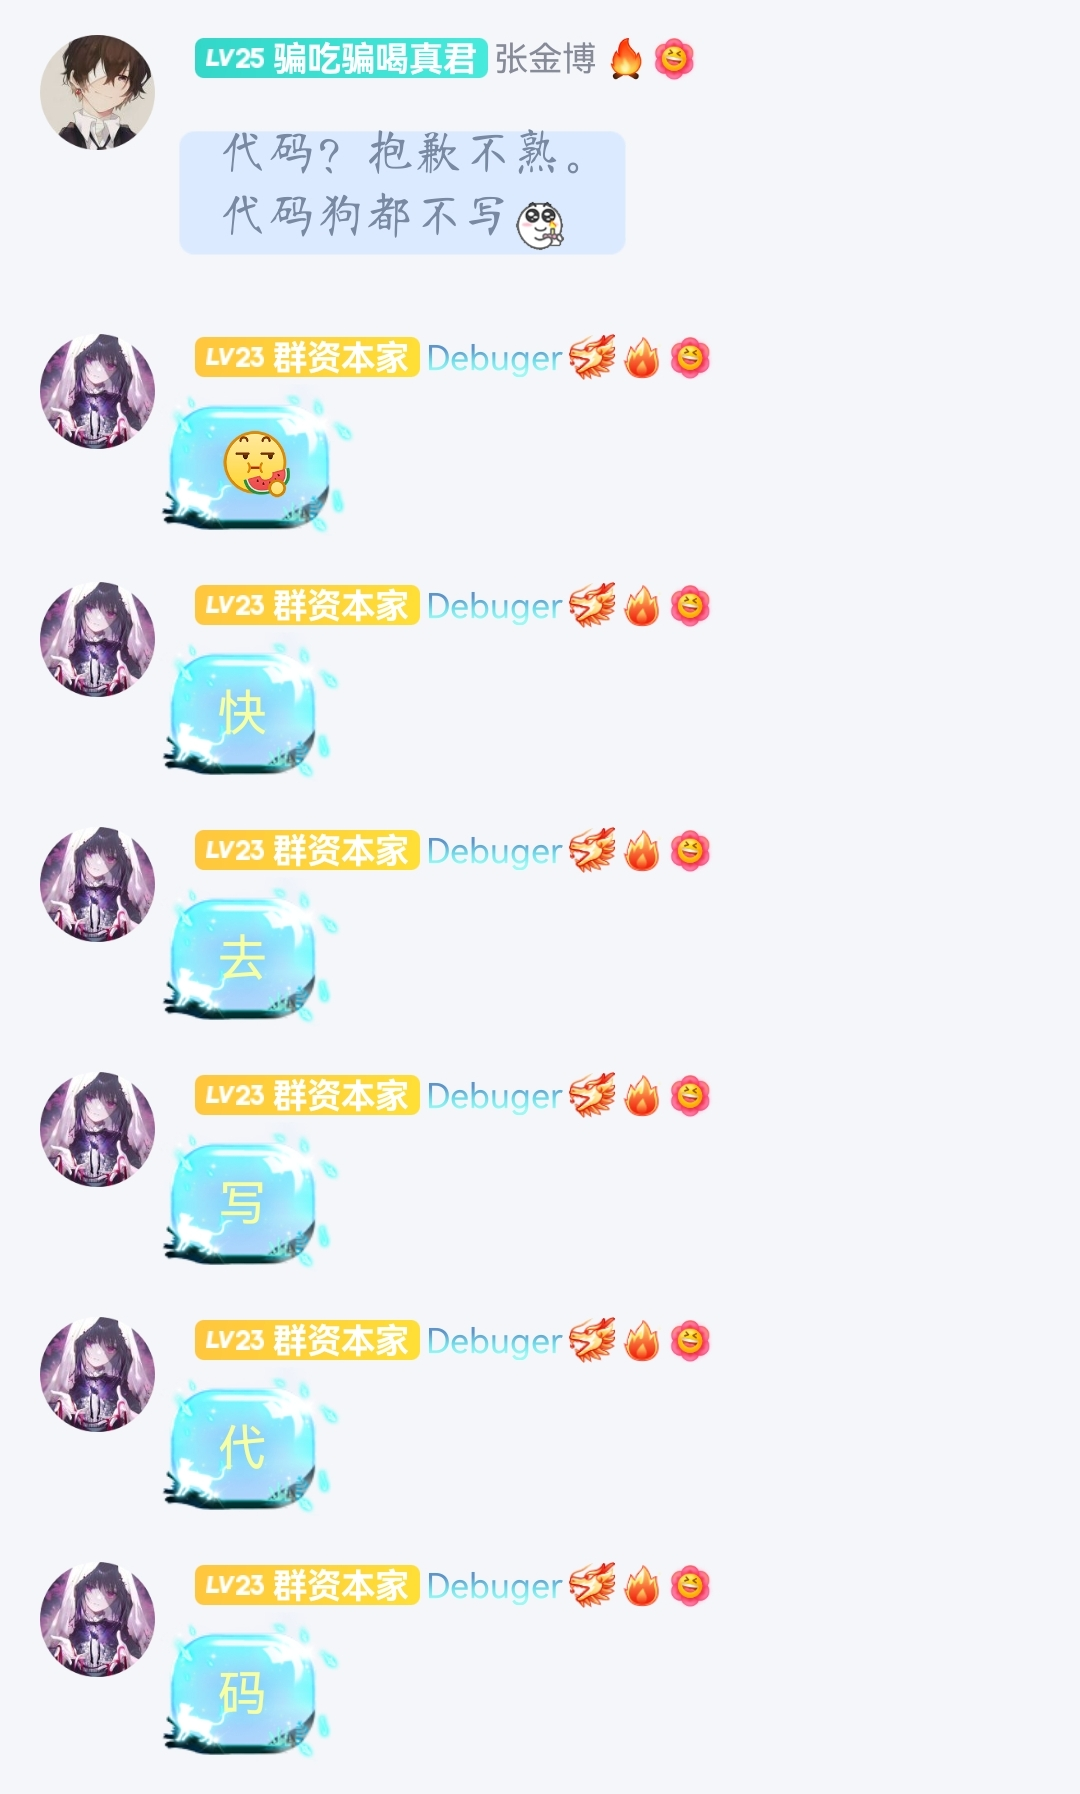 LV25 骗吃骗喝真君 张金博
代码？抱歉不熟。
代码狗都不写
LV23 群资本家 Debuger
LV23 群资本家 Debuger
快
LV23 群资本家 Debuger
去
LV23 群资本家 Debuger
写
LV23 群资本家 Debuger
代
LV23 群资本家 Debuger
码